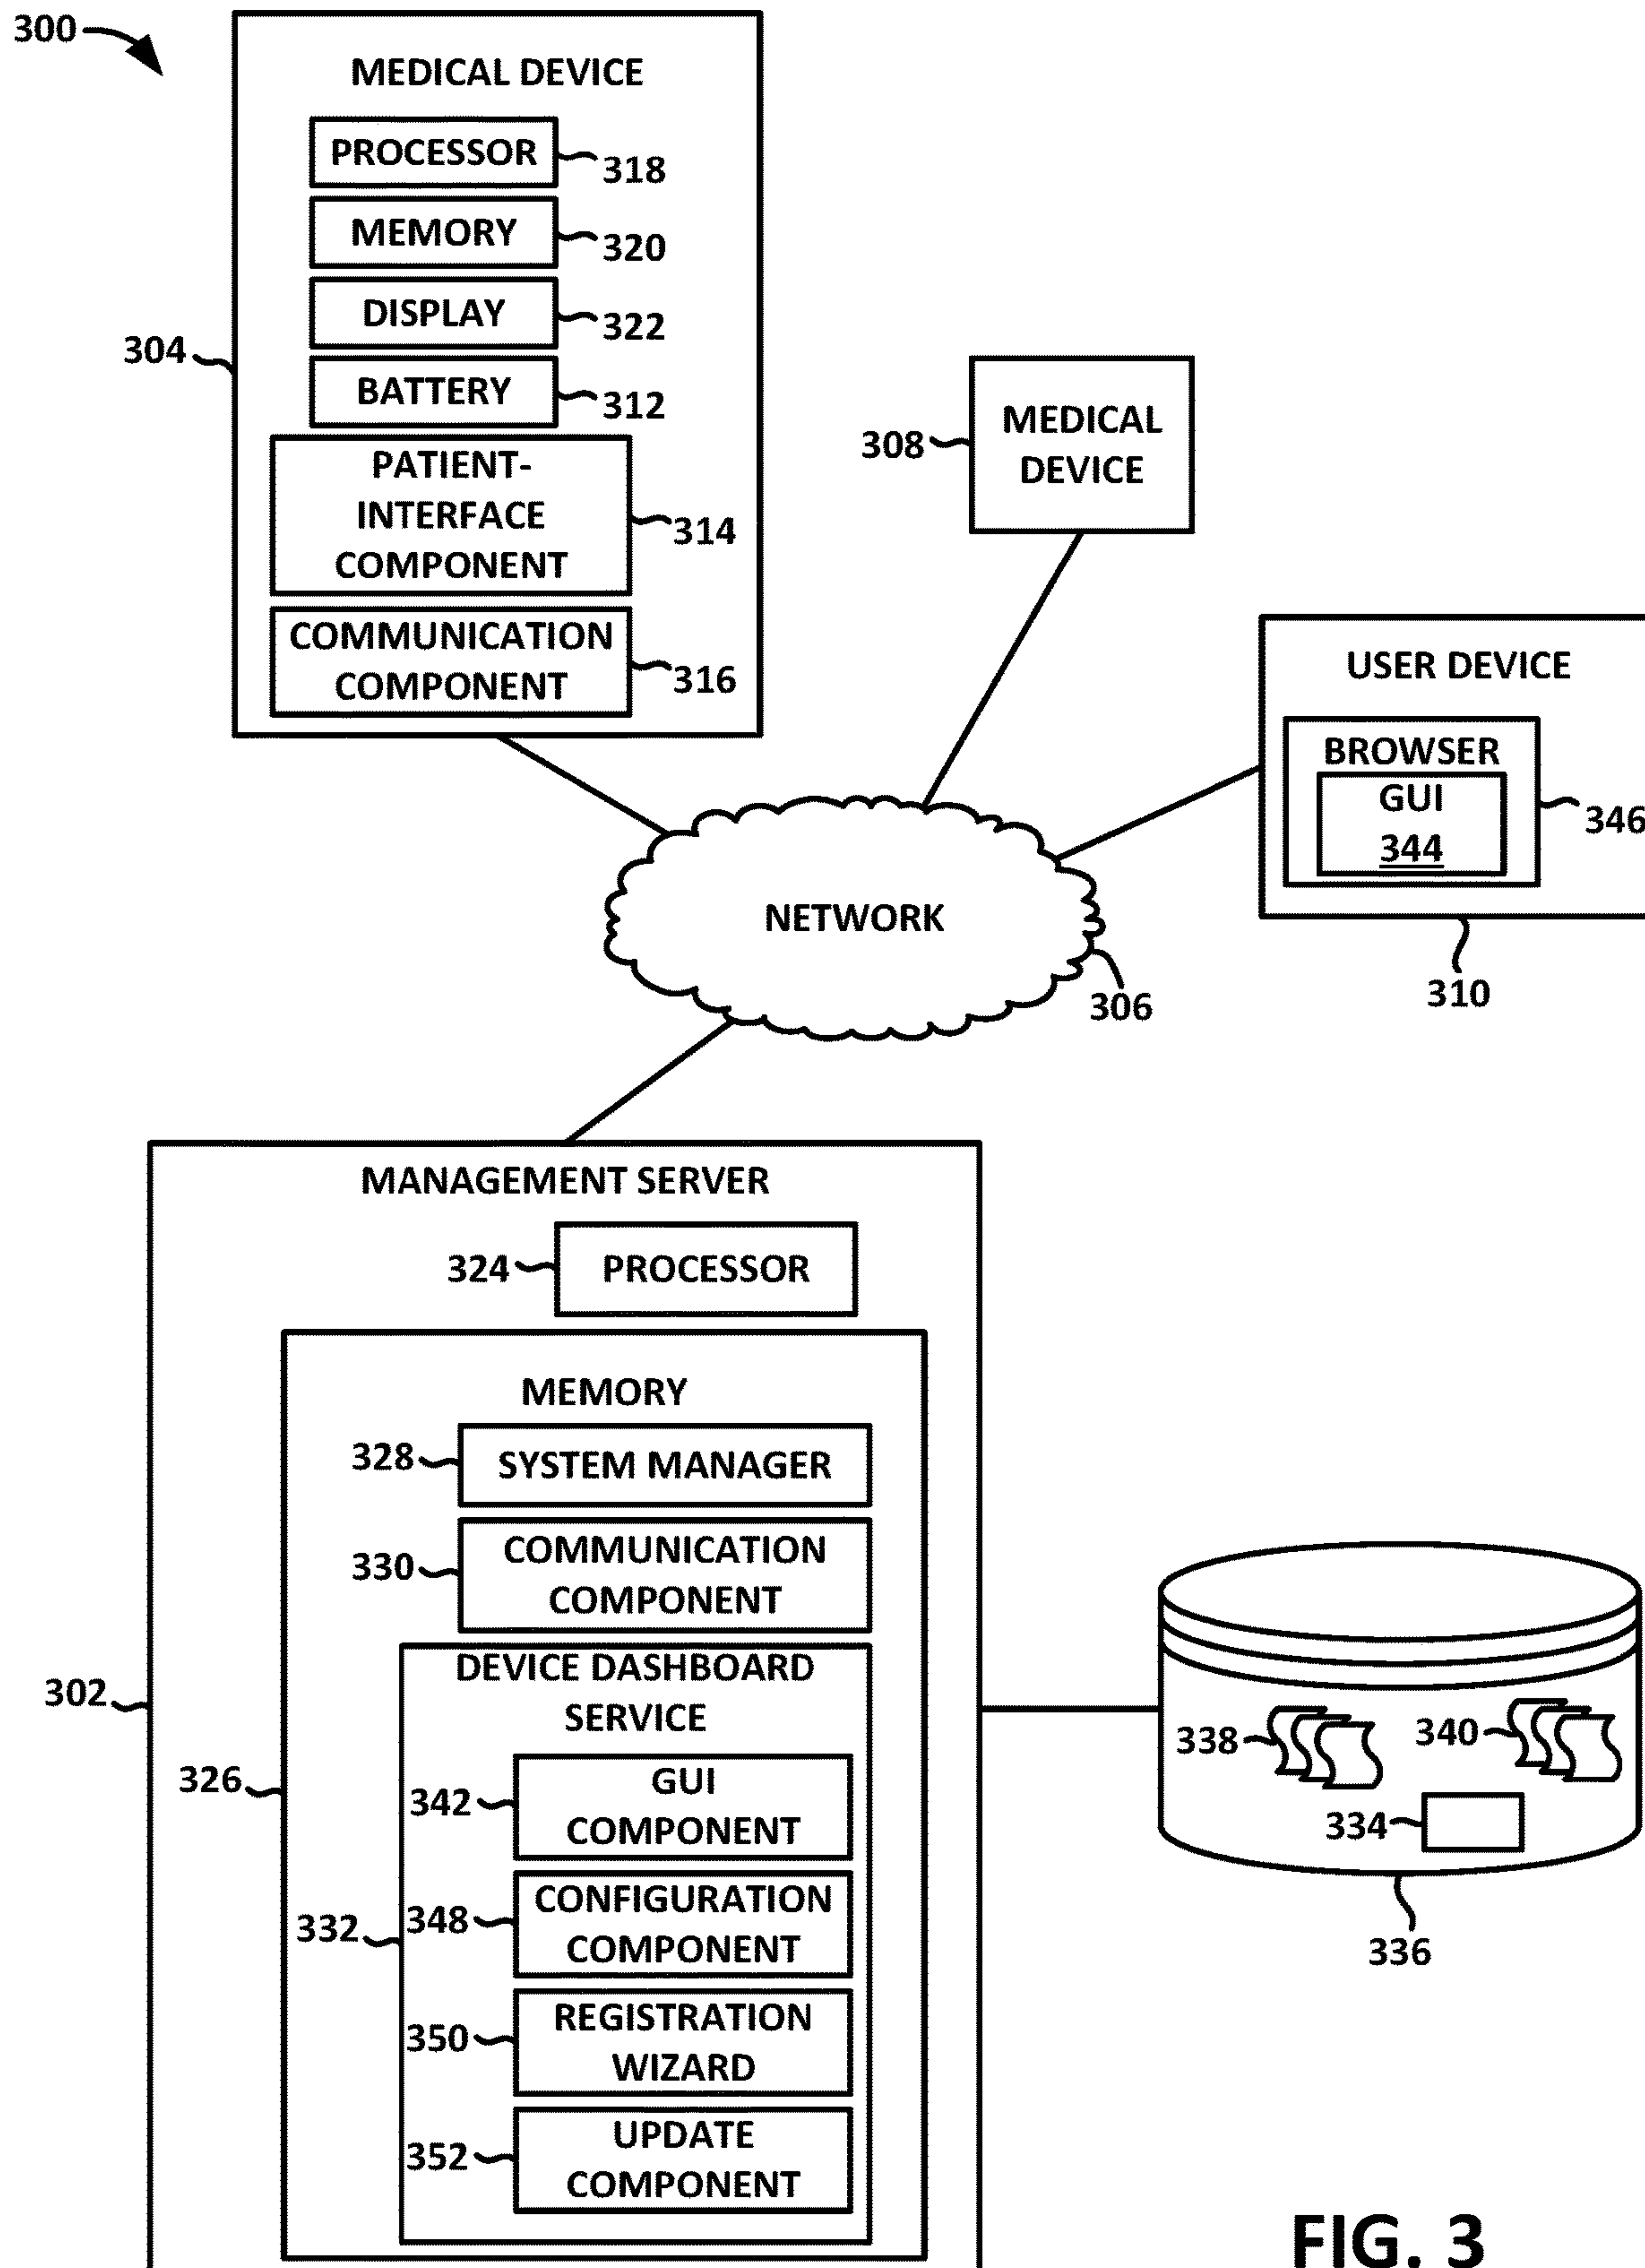 300
MEDICAL DEVICE
PROCESSOR
318
MEMORY
320
DISPLAY
322
304
BATTERY
312
PATIENT-
INTERFACE
COMPONENT
314
COMMUNICATION
COMPONENT
316
308
MEDICAL
DEVICE
USER DEVICE
BROWSER
GUI
344
346
310
NETWORK
306
MANAGEMENT SERVER
324
PROCESSOR
MEMORY
328
SYSTEM MANAGER
330
COMMUNICATION
COMPONENT
302
326
332
DEVICE DASHBOARD
SERVICE
342
GUI
COMPONENT
348
CONFIGURATION
COMPONENT
350
REGISTRATION
WIZARD
352
UPDATE
COMPONENT
338
340
334
336
FIG. 3